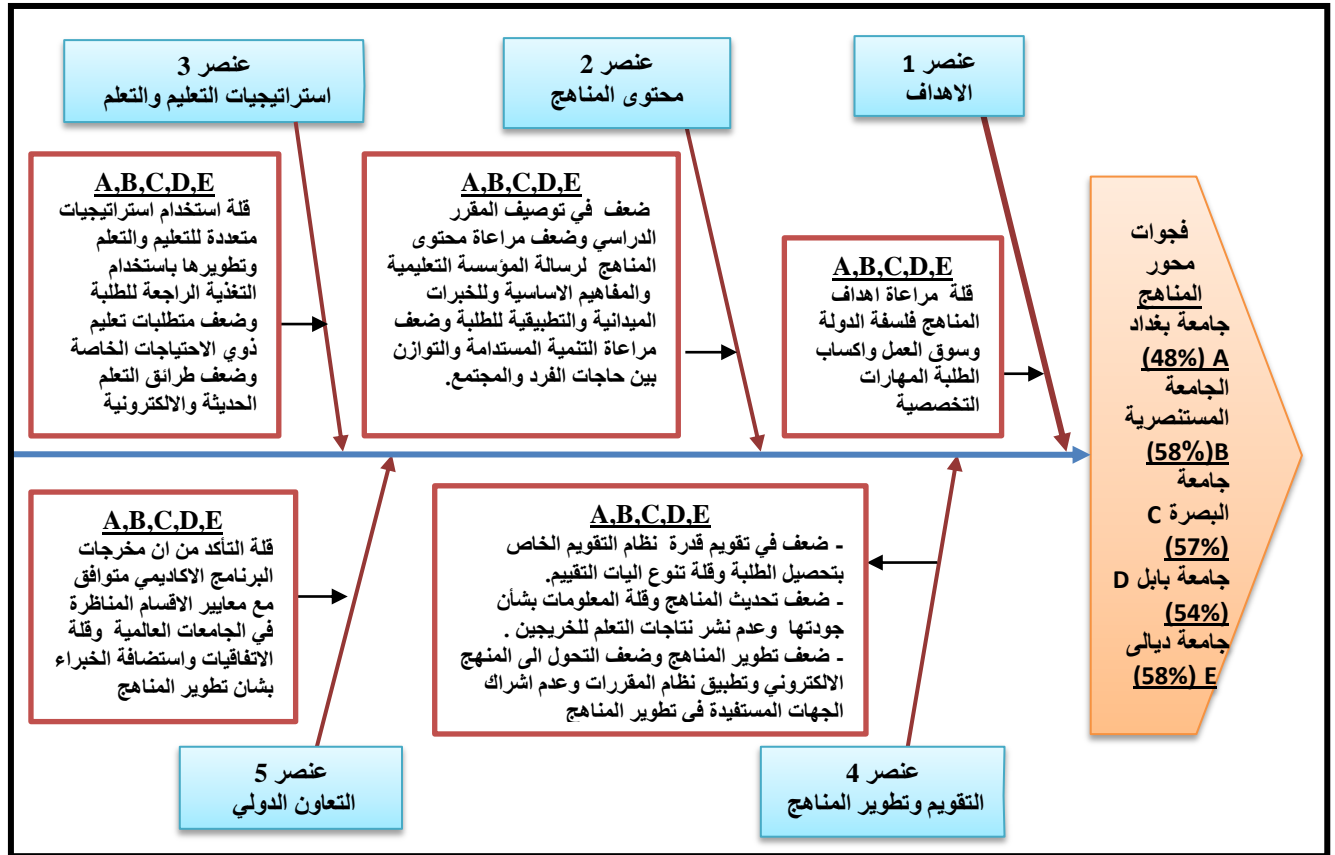 عنصر 1
الاهداف
عنصر 2
محتوى المناهج
عنصر 3
استراتيجيات التعليم والتعلم
A,B,C,D,E
قلة مراعاة اهداف
المناهج فلسفة الدولة
وسوق العمل واكساب
الطلبة المهارات
التخصصية
A,B,C,D,E
ضعف في توصيف المقرر
الدراسي وضعف مراعاة محتوى
المناهج لرسالة المؤسسة التعليمية
والمفاهيم الاساسية وللخبرات
الميدانية والتطبيقية للطلبة وضعف
مراعاة التنمية المستدامة والتوازن
بين حاجات الفرد والمجتمع.
A,B,C,D,E
قلة استخدام استراتيجيات
متعددة للتعليم والتعلم
وتطويرها باستخدام
التغذية الراجعة للطلبة
وضعف متطلبات تعليم
ذوي الاحتياجات الخاصة
وضعف طرائق التعلم
الحديثة والالكترونية
فجوات
محور
المناهج
جامعة بغداد
A (48%)
الجامعة
المستنصرية
B(58%)
جامعة
البصرة C
(57%)
جامعة بابل D
(54%)
جامعة ديالى
E (58%)
A,B,C,D,E
- ضعف في تقويم قدرة نظام التقويم الخاص
بتحصيل الطلبة وقلة تنوع اليات التقييم.
- ضعف تحديث المناهج وقلة المعلومات بشأن
جودتها وعدم نشر نتاجات التعلم للخريجين .
- ضعف تطوير المناهج وضعف التحول الى المنهج
الالكتروني وتطبيق نظام المقررات وعدم اشراك
الجهات المستفيدة في تطوير المناهج
A,B,C,D,E
قلة التأكد من ان مخرجات
البرنامج الاكاديمي متوافق
مع معايير الاقسام المناظرة
في الجامعات العالمية وقلة
الاتفاقيات واستضافة الخبراء
بشان تطوير المناهج
عنصر 4
التقويم وتطوير المناهج
عنصر 5
التعاون الدولي